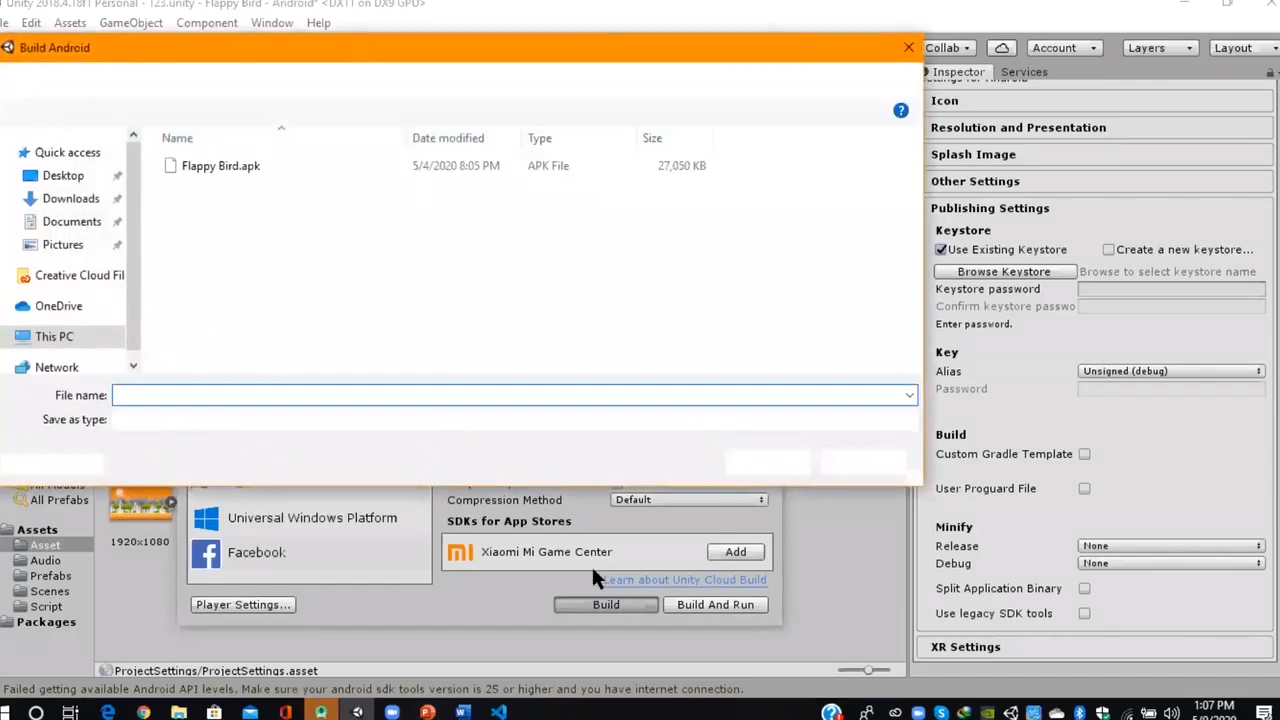 Unity 2018.4.18f1 Personal - 123.unity - Flappy Bird - Android* <DX11 on DX9 GPU>
Edit Assets GameObject Component Window Help
Build Android
Collab Account Layers Layout
Inspector Services
Icon
Resolution and Presentation
Splash Image
Other Settings
Publishing Settings
Keystore
Use Existing Keystore Create a new keystore...
Browse Keystore Browse to select keystore name
Keystore password
Confirm keystore passwo
Enter password.
Key
Alias Unsigned (debug)
Password
Build
Custom Gradle Template
User Proguard File
Minify
Release None
Debug None
Split Application Binary
Use legacy SDK tools
XR Settings
Name Date modified Type Size
Flappy Bird.apk 5/4/2020 8:05 PM APK File 27,050 KB
Quick access
Desktop
Downloads
Documents
Pictures
Creative Cloud Fil
OneDrive
This PC
Network
File name:
Save as type:
All Prefabs
Assets
Asset
Audio
Prefabs
Scenes
Script
Packages
1920x1080
Universal Windows Platform
Facebook
Compression Method Default
SDKs for App Stores
Xiaomi Mi Game Center Add
Learn about Unity Cloud Build
Player Settings... Build Build And Run
ProjectSettings/ProjectSettings.asset
Failed getting available Android API levels. Make sure your android sdk tools version is 25 or higher and you have internet connection.
1:07 PM